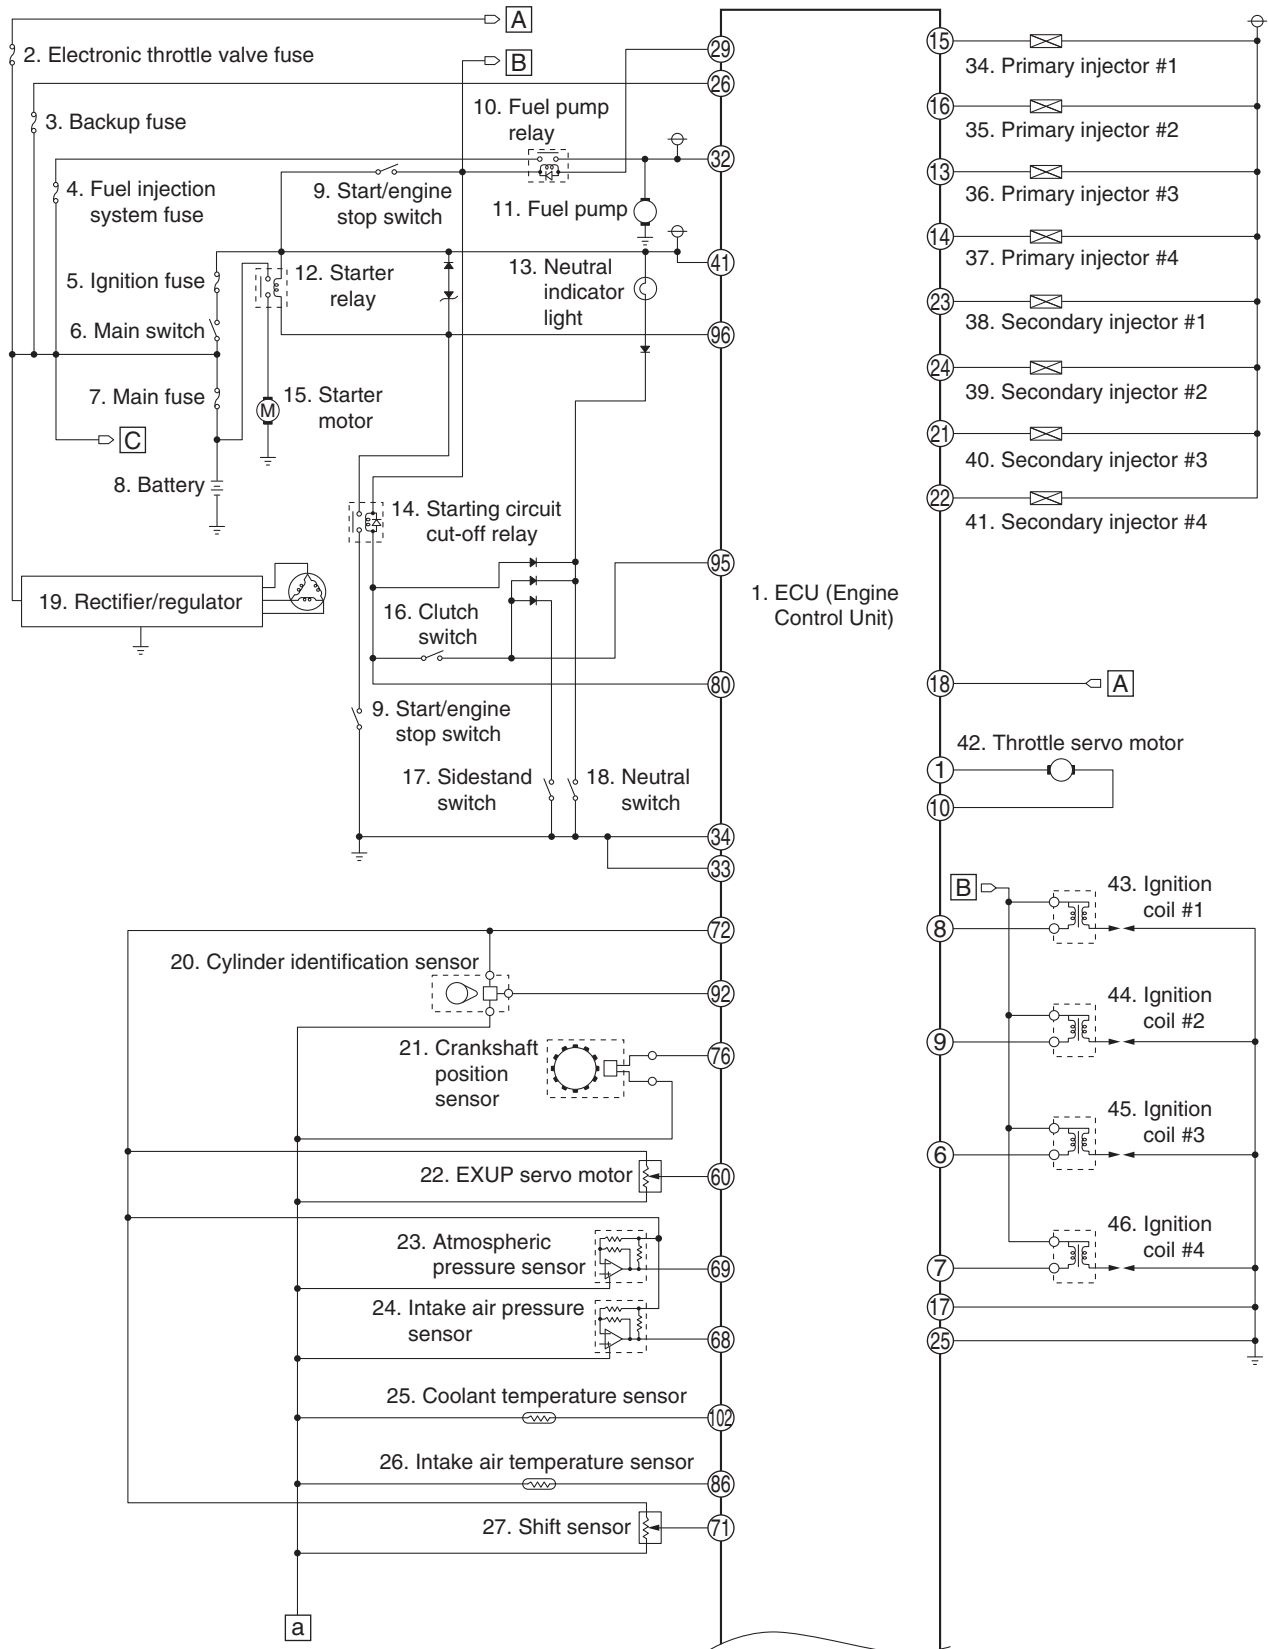 A
2. Electronic throttle valve fuse
B
29
15
34. Primary injector #1
26
10. Fuel pump
relay
16
35. Primary injector #2
3. Backup fuse
32
13
36. Primary injector #3
4. Fuel injection
system fuse
9. Start/engine
stop switch
11. Fuel pump
14
37. Primary injector #4
5. Ignition fuse
12. Starter
relay
13. Neutral
indicator
light
41
23
38. Secondary injector #1
6. Main switch
96
24
39. Secondary injector #2
7. Main fuse
M
15. Starter
motor
C
21
40. Secondary injector #3
8. Battery
14. Starting circuit
cut-off relay
22
41. Secondary injector #4
95
19. Rectifier/regulator
16. Clutch
switch
1. ECU (Engine
Control Unit)
80
18
A
9. Start/engine
stop switch
42. Throttle servo motor
17. Sidestand
switch
18. Neutral
switch
1
10
34
33
B
43. Ignition
coil #1
72
8
20. Cylinder identification sensor
92
44. Ignition
coil #2
9
21. Crankshaft
position
sensor
76
45. Ignition
coil #3
6
22. EXUP servo motor
60
46. Ignition
coil #4
23. Atmospheric
pressure sensor
69
7
24. Intake air pressure
sensor
68
17
25
25. Coolant temperature sensor
102
26. Intake air temperature sensor
86
27. Shift sensor
71
a